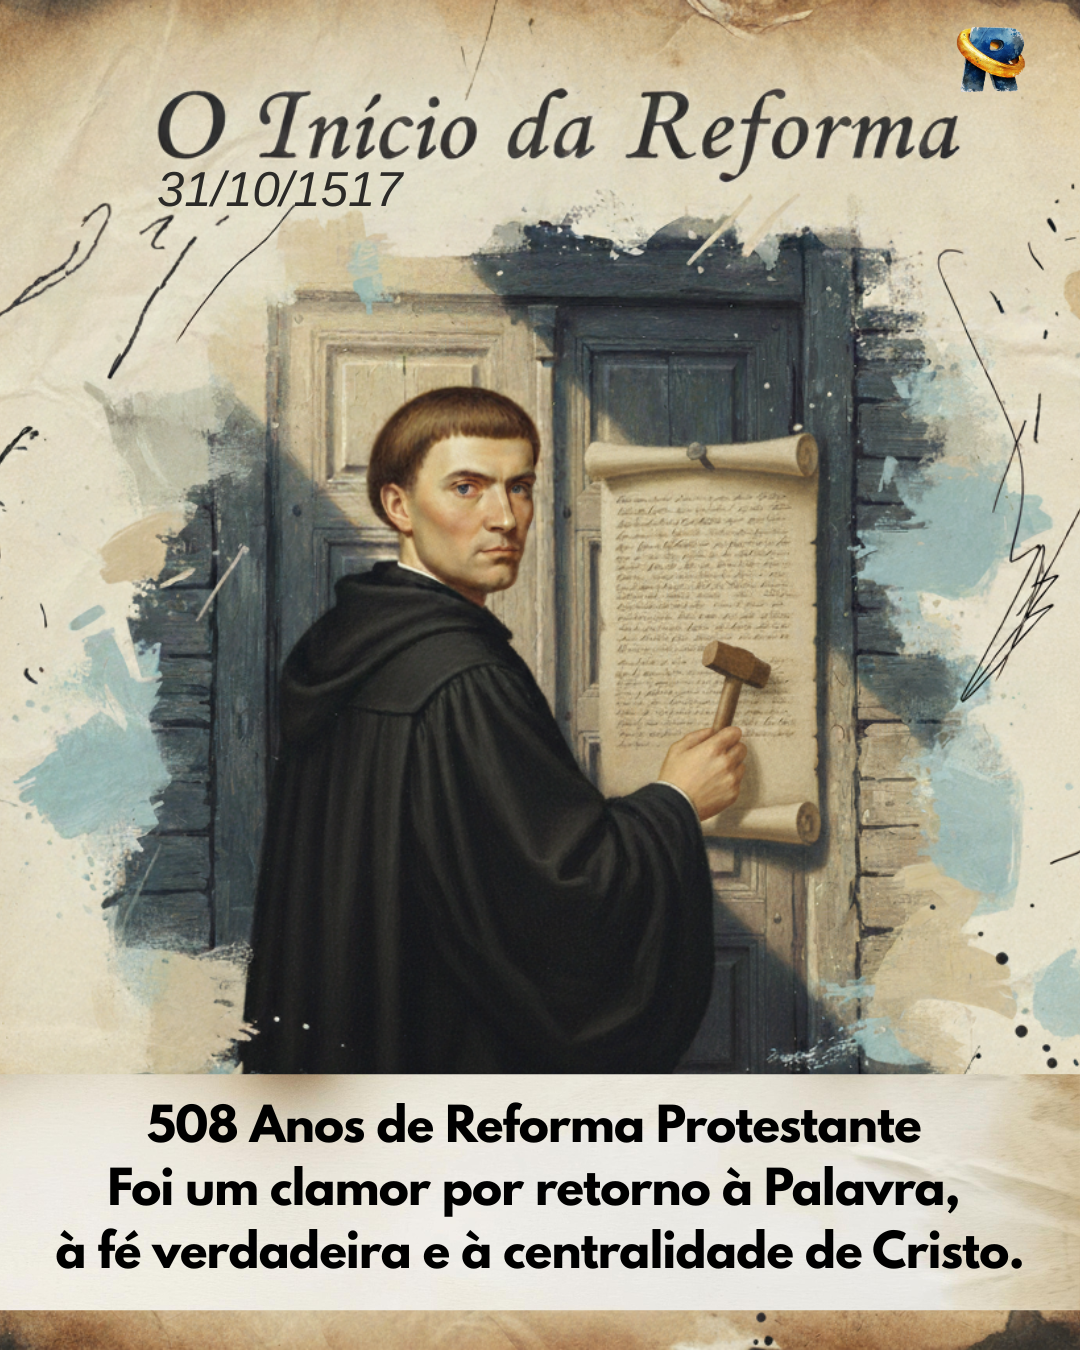 O Início da Reforma
31/10/1517
508 Anos de Reforma Protestante
Foi um clamor por retorno à Palavra,
à fé verdadeira e à centralidade de Cristo.